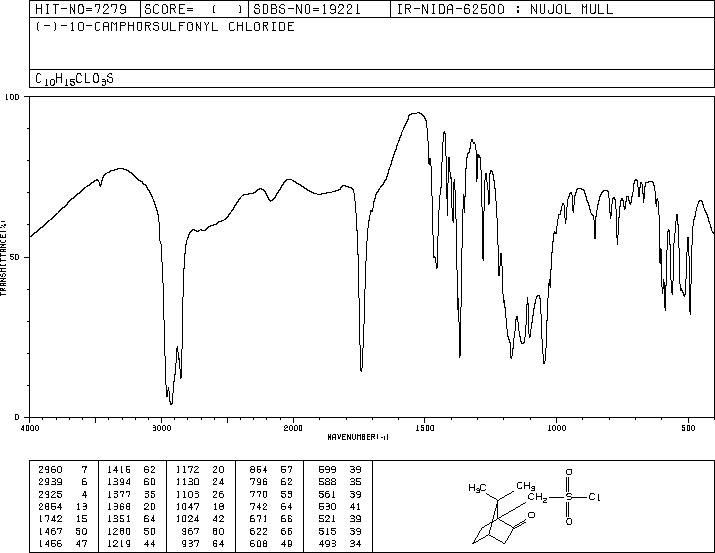 HIT-NO=7279 SCORE= ( ) SDBS-NO=19221 IR-NIDA-62500 : NUJOL MULL
(-)-10-CAMPHORSULFONYL CHLORIDE
C10H15CLO3S
100
50
0
TRANSMITTANCE(%)
4000 3000 2000 1500 1000 500
WAVENUMBER(-1)
2960 7 1416 62 1172 20 854 57 599 39
2939 6 1394 60 1130 24 796 62 588 35
2925 4 1377 35 1103 26 770 53 561 39
2854 13 1368 20 1047 18 742 64 530 41
1742 15 1351 64 1024 42 671 66 521 39
1467 50 1280 50 967 60 622 66 515 39
1456 47 1219 44 937 64 608 49 493 34
H3C CH3 CH2 O S Cl O O